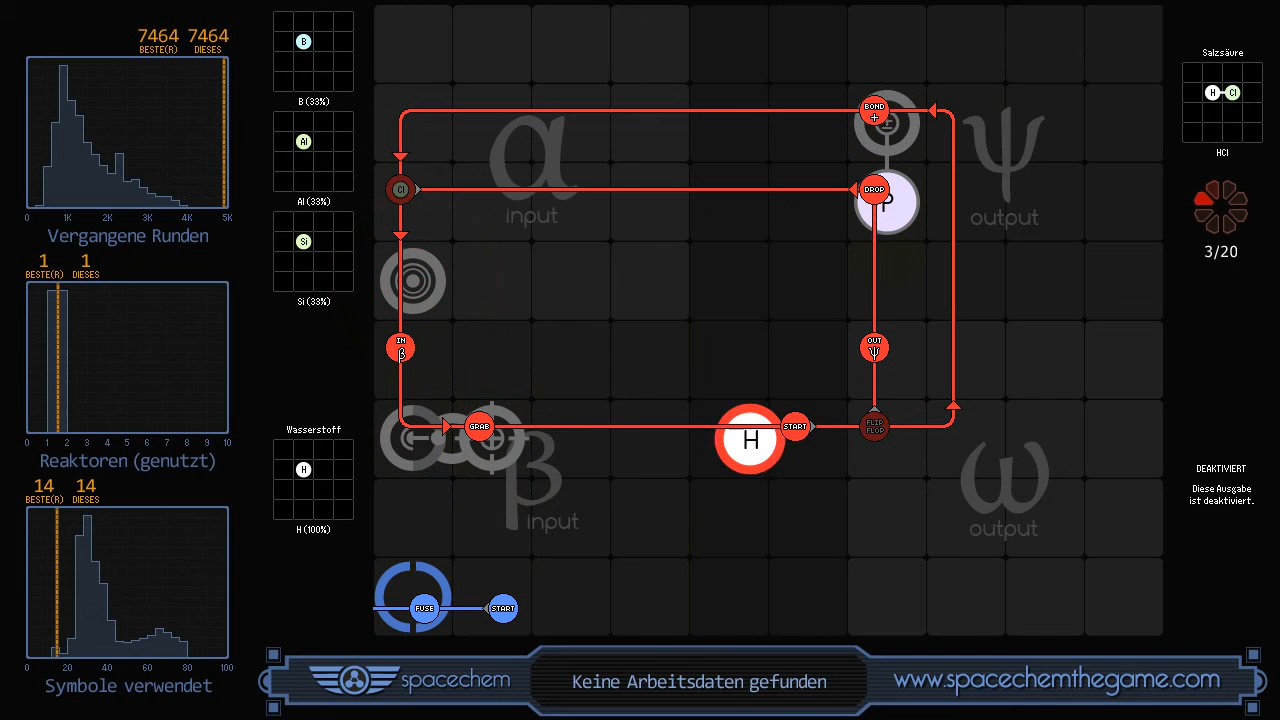 7464 7464
BESTE(R) DIESES
0 1K 2K 3K 4K 5K
Vergangene Runden
1 1
BESTE(R) DIESES
0 1 2 3 4 5 6 7 8 9 10
Reaktoren (genutzt)
14 14
BESTE(R) DIESES
0 20 40 60 80 100
Symbole verwendet
B
B (33%)
Al
Al (33%)
Si
Si (33%)
Wasserstoff
H
H (100%)
α
input
β
input
ψ
output
ω
output
BOND
+
Cl
DROP
P
IN
β
OUT
ψ
GRAB
H
START
FLIP
FLOP
FUSE
START
Salzsäure
H Cl
HCl
3/20
DEAKTIVIERT
Diese Ausgabe
ist deaktiviert.
spacechem
Keine Arbeitsdaten gefunden
www.spacechemthegame.com